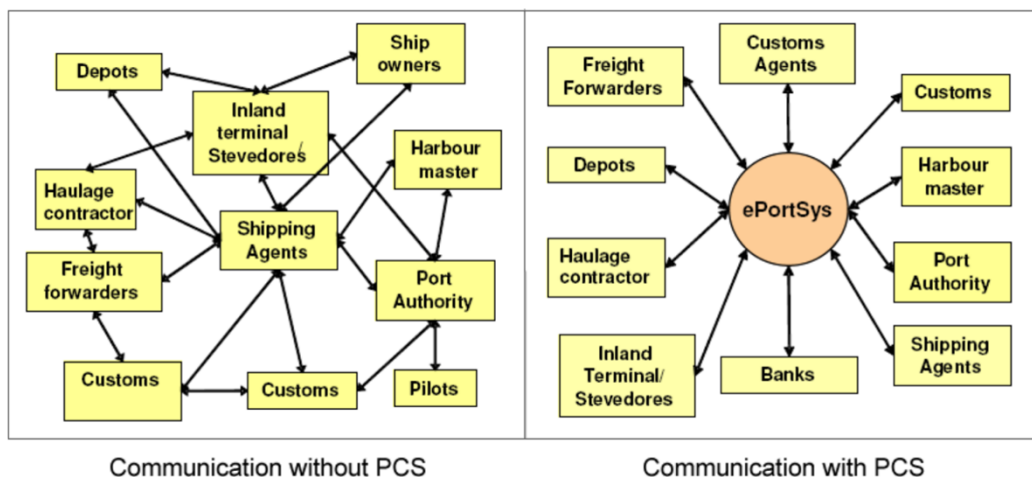 Ship
owners
Depots
Inland
terminal
Stevedores/
Harbour
master
Haulage
contractor
Shipping
Agents
Freight
forwarders
Port
Authority
Customs
Customs
Pilots
Communication without PCS
Customs
Agents
Freight
Forwarders
Customs
Depots
Harbour
master
ePortSys
Haulage
contractor
Port
Authority
Inland
Terminal/
Stevedores
Banks
Shipping
Agents
Communication with PCS